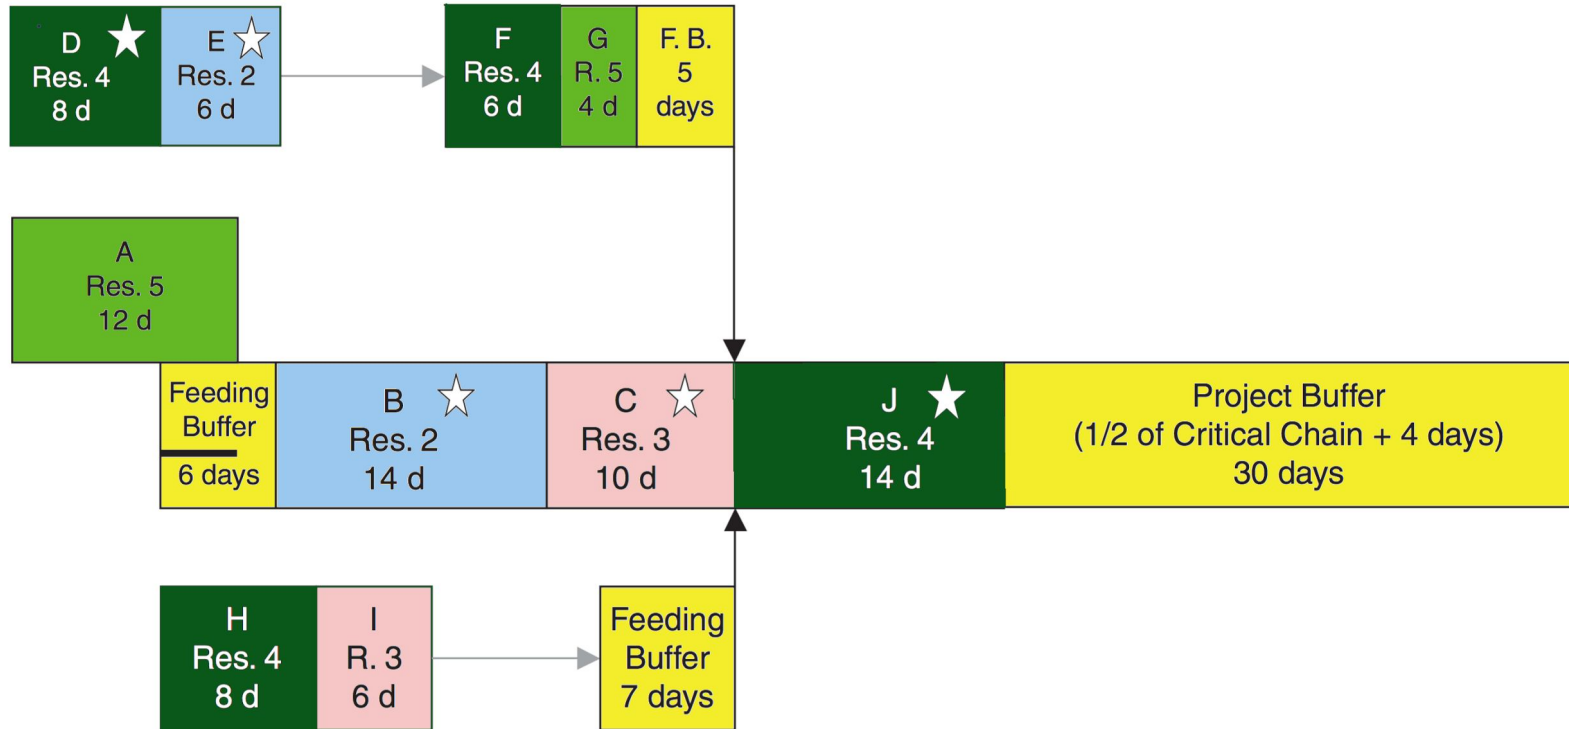 D
Res. 4
8 d
E
Res. 2
6 d
F
Res. 4
6 d
G
R. 5
4 d
F. B.
5
days
A
Res. 5
12 d
Feeding
Buffer
6 days
B
Res. 2
14 d
C
Res. 3
10 d
J
Res. 4
14 d
Project Buffer
(1/2 of Critical Chain + 4 days)
30 days
H
Res. 4
8 d
I
R. 3
6 d
Feeding
Buffer
7 days